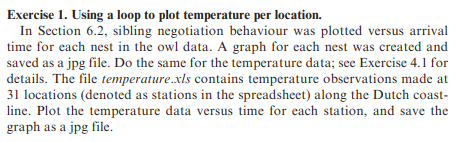 Exercise 1. Using a loop to plot temperature per location.
In Section 6.2, sibling negotiation behaviour was plotted versus arrival
time for each nest in the owl data. A graph for each nest was created and
saved as a jpg file. Do the same for the temperature data; see Exercise 4.1 for
details. The file temperature.xls contains temperature observations made at
31 locations (denoted as stations in the spreadsheet) along the Dutch coast-
line. Plot the temperature data versus time for each station, and save the
graph as a jpg file.